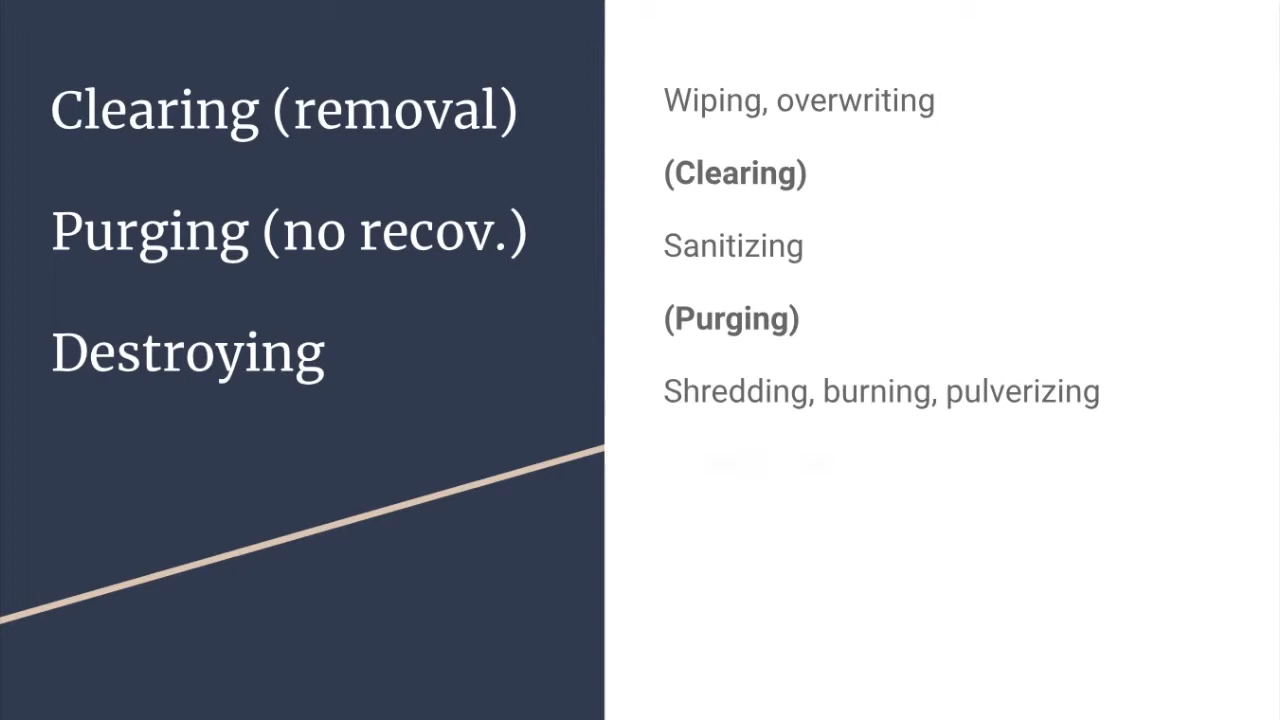 Clearing (removal)
Purging (no recov.)
Destroying
Wiping, overwriting
(Clearing)
Sanitizing
(Purging)
Shredding, burning, pulverizing